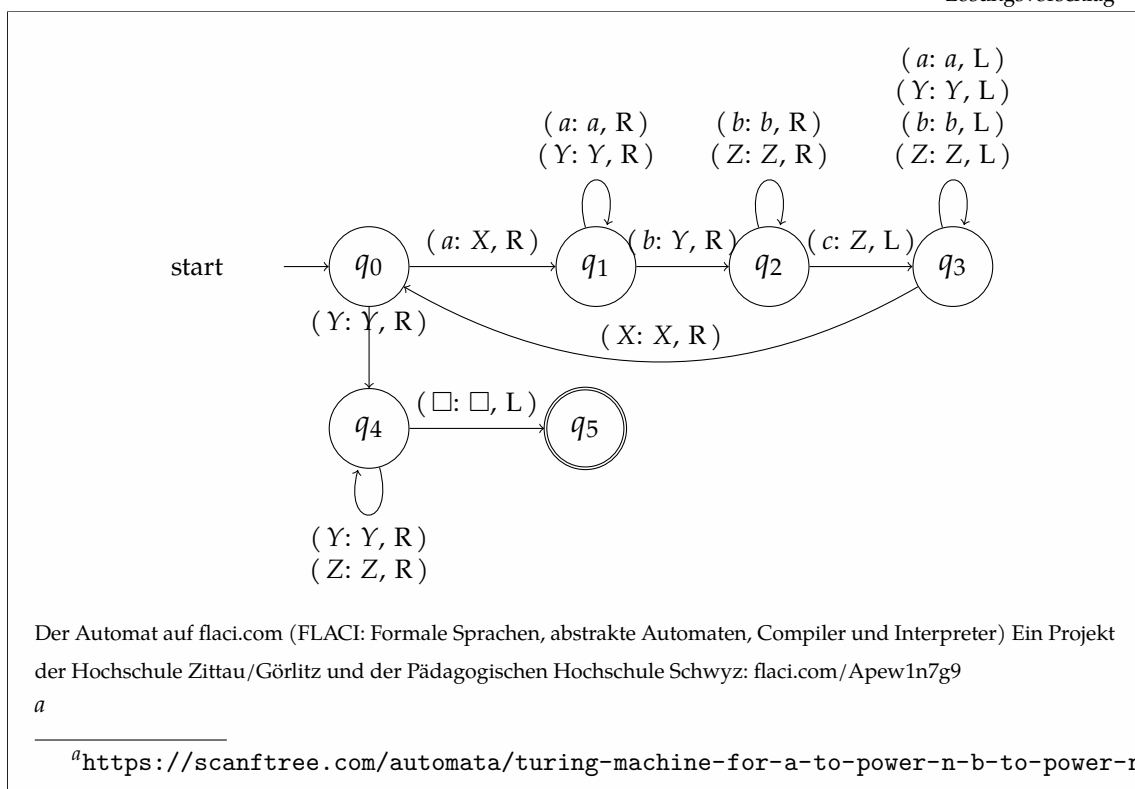 ( a: a, L )
( Y: Y, L )
( a: a, R ) ( b: b, R ) ( b: b, L )
( Y: Y, R ) ( Z: Z, R ) ( Z: Z, L )
( a: X, R ) ( b: Y, R ) ( c: Z, L )
start q0 q1 q2 q3
( Y: Y, R ) ( X: X, R )
( □: □, L )
q4 q5
( Y: Y, R )
( Z: Z, R )
Der Automat auf flaci.com (FLACI: Formale Sprachen, abstrakte Automaten, Compiler und Interpreter) Ein Projekt
der Hochschule Zittau/Görlitz und der Pädagogischen Hochschule Schwyz: flaci.com/Apew1n7g9
a
a https://scanftree.com/automata/turing-machine-for-a-to-power-n-b-to-power-n